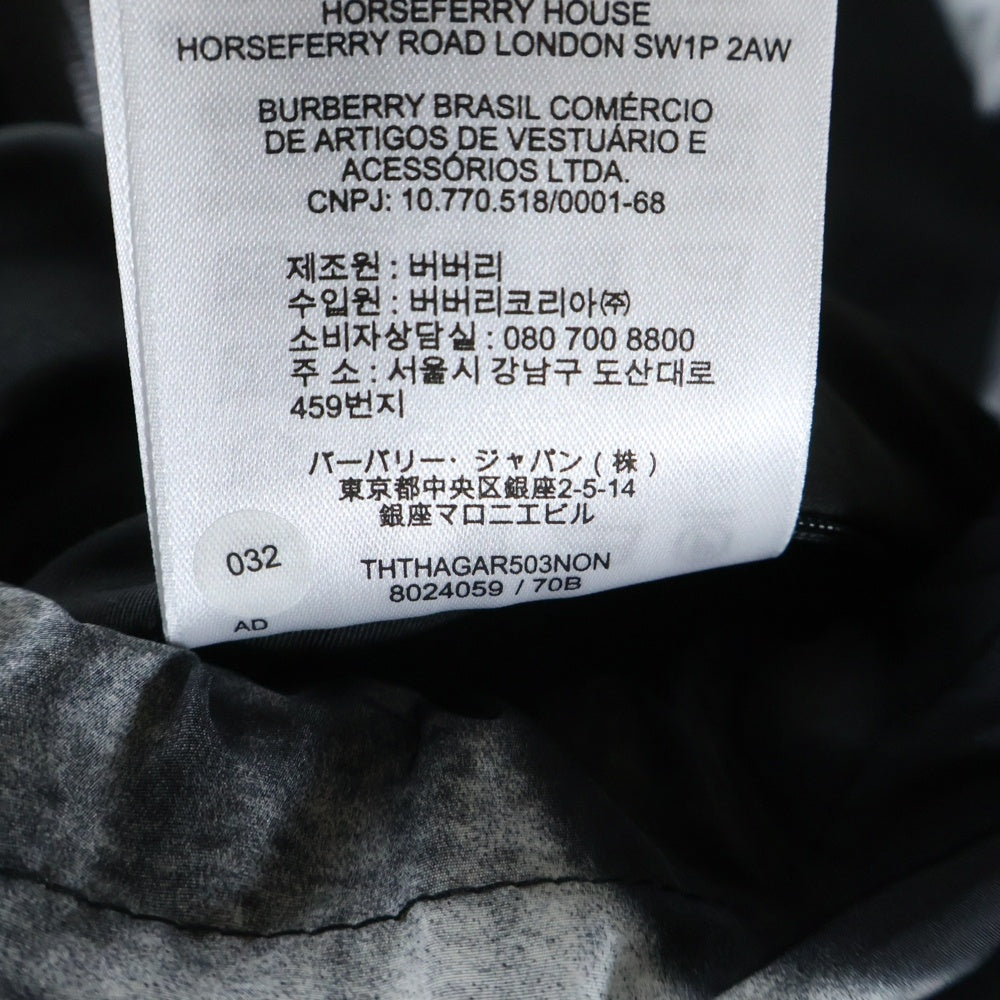 HORSEFERRY HOUSE
HORSEFERRY ROAD LONDON SW1P 2AW
BURBERRY BRASIL COMÉRCIO
DE ARTIGOS DE VESTUÁRIO E
ACESSÓRIOS LTDA.
CNPJ: 10.770.518/0001-68
제조원 : 버버리
수입원 : 버버리코리아㈜
소비자상담실 : 080 700 8800
주 소 : 서울시 강남구 도산대로
459번지
バーバリー・ジャパン ( 株 )
東京都中央区銀座2-5-14
銀座マロニエビル
032
THTHAGAR503NON
8024059 / 70B
AD